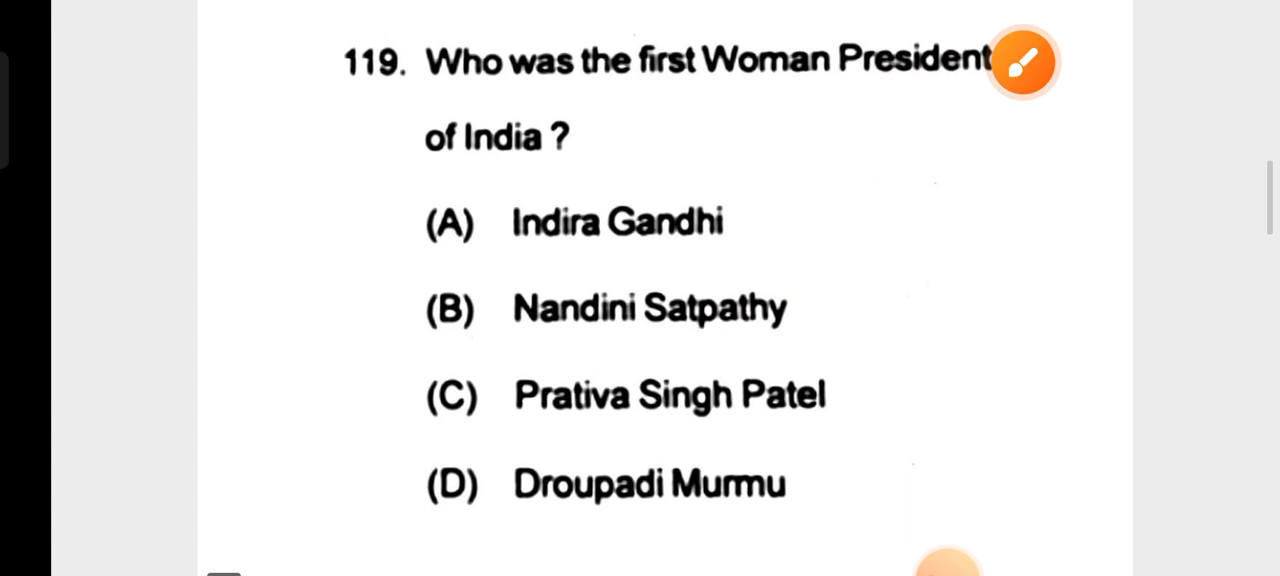 119. Who was the first Woman President
of India ?
(A) Indira Gandhi
(B) Nandini Satpathy
(C) Prativa Singh Patel
(D) Droupadi Murmu